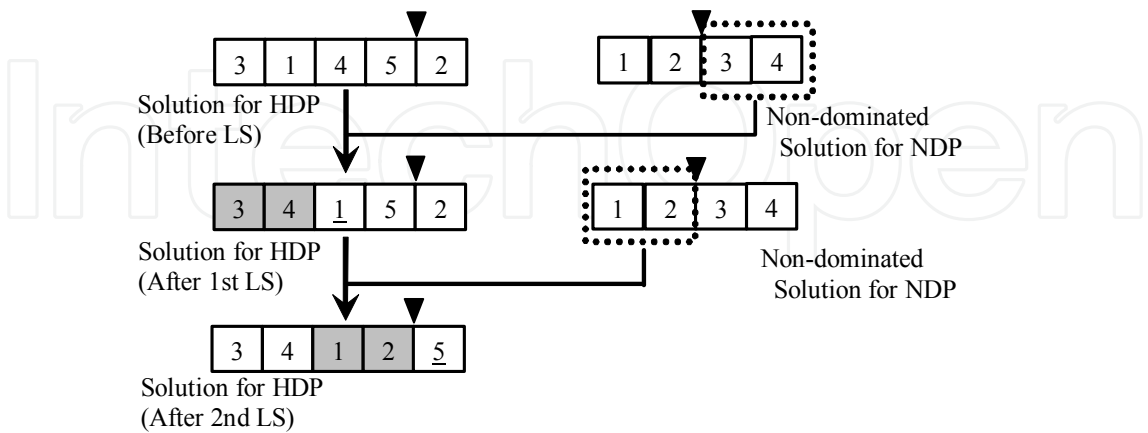 3 1 4 5 2
1 2 3 4
Solution for HDP
(Before LS)
Non-dominated
Solution for NDP
3 4 1 5 2
1 2 3 4
Solution for HDP
(After 1st LS)
Non-dominated
Solution for NDP
3 4 1 2 5
Solution for HDP
(After 2nd LS)
IntechOpen